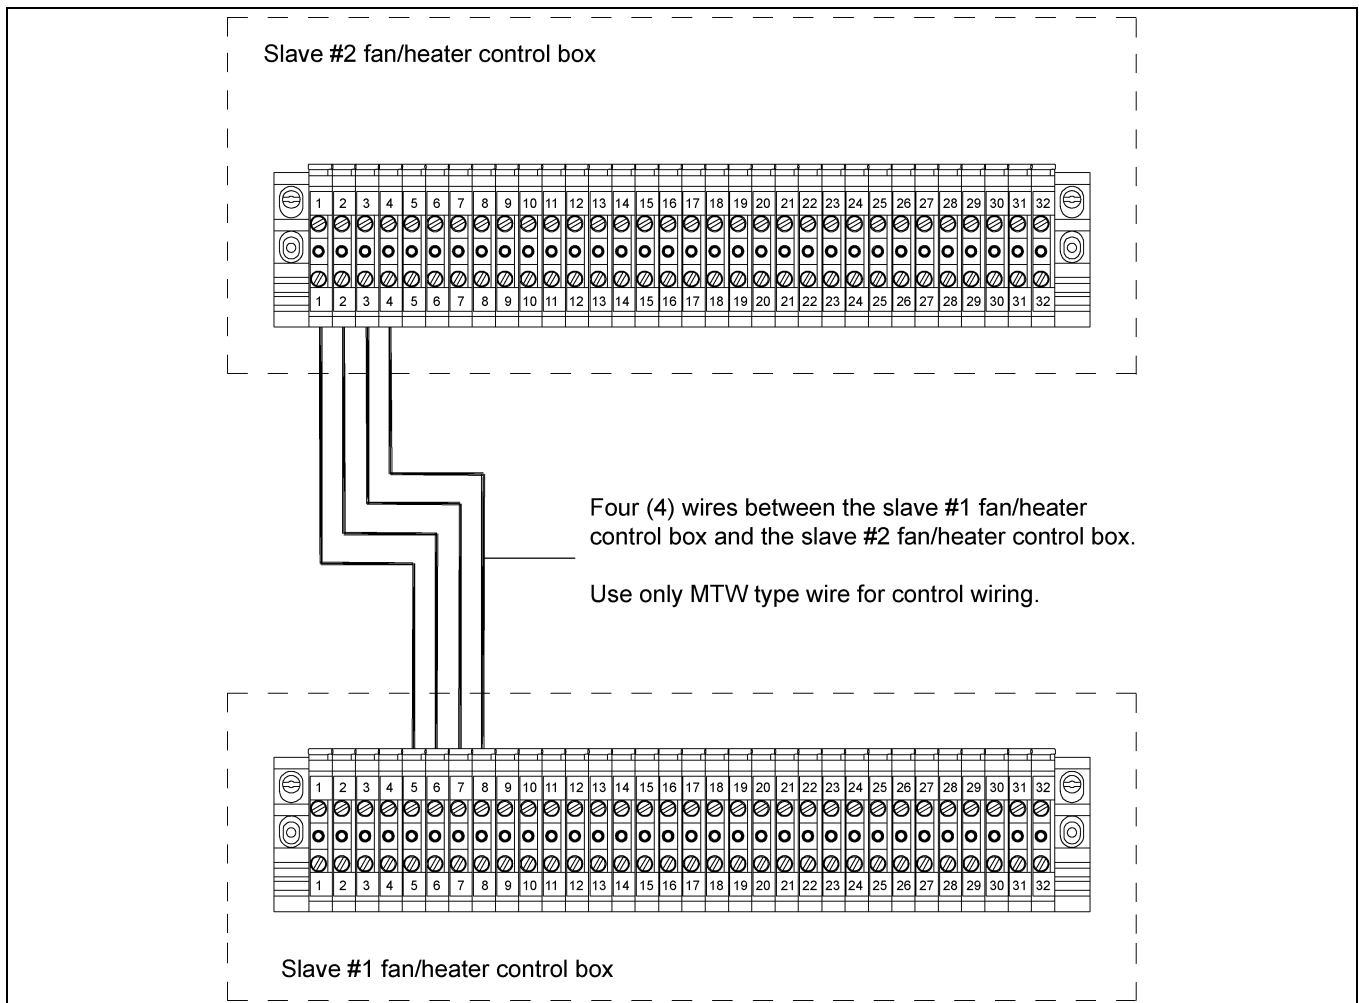 Slave #2 fan/heater control box
1 2 3 4 5 6 7 8 9 10 11 12 13 14 15 16 17 18 19 20 21 22 23 24 25 26 27 28 29 30 31 32
1 2 3 4 5 6 7 8 9 10 11 12 13 14 15 16 17 18 19 20 21 22 23 24 25 26 27 28 29 30 31 32
Four (4) wires between the slave #1 fan/heater
control box and the slave #2 fan/heater control box.
Use only MTW type wire for control wiring.
1 2 3 4 5 6 7 8 9 10 11 12 13 14 15 16 17 18 19 20 21 22 23 24 25 26 27 28 29 30 31 32
1 2 3 4 5 6 7 8 9 10 11 12 13 14 15 16 17 18 19 20 21 22 23 24 25 26 27 28 29 30 31 32
Slave #1 fan/heater control box